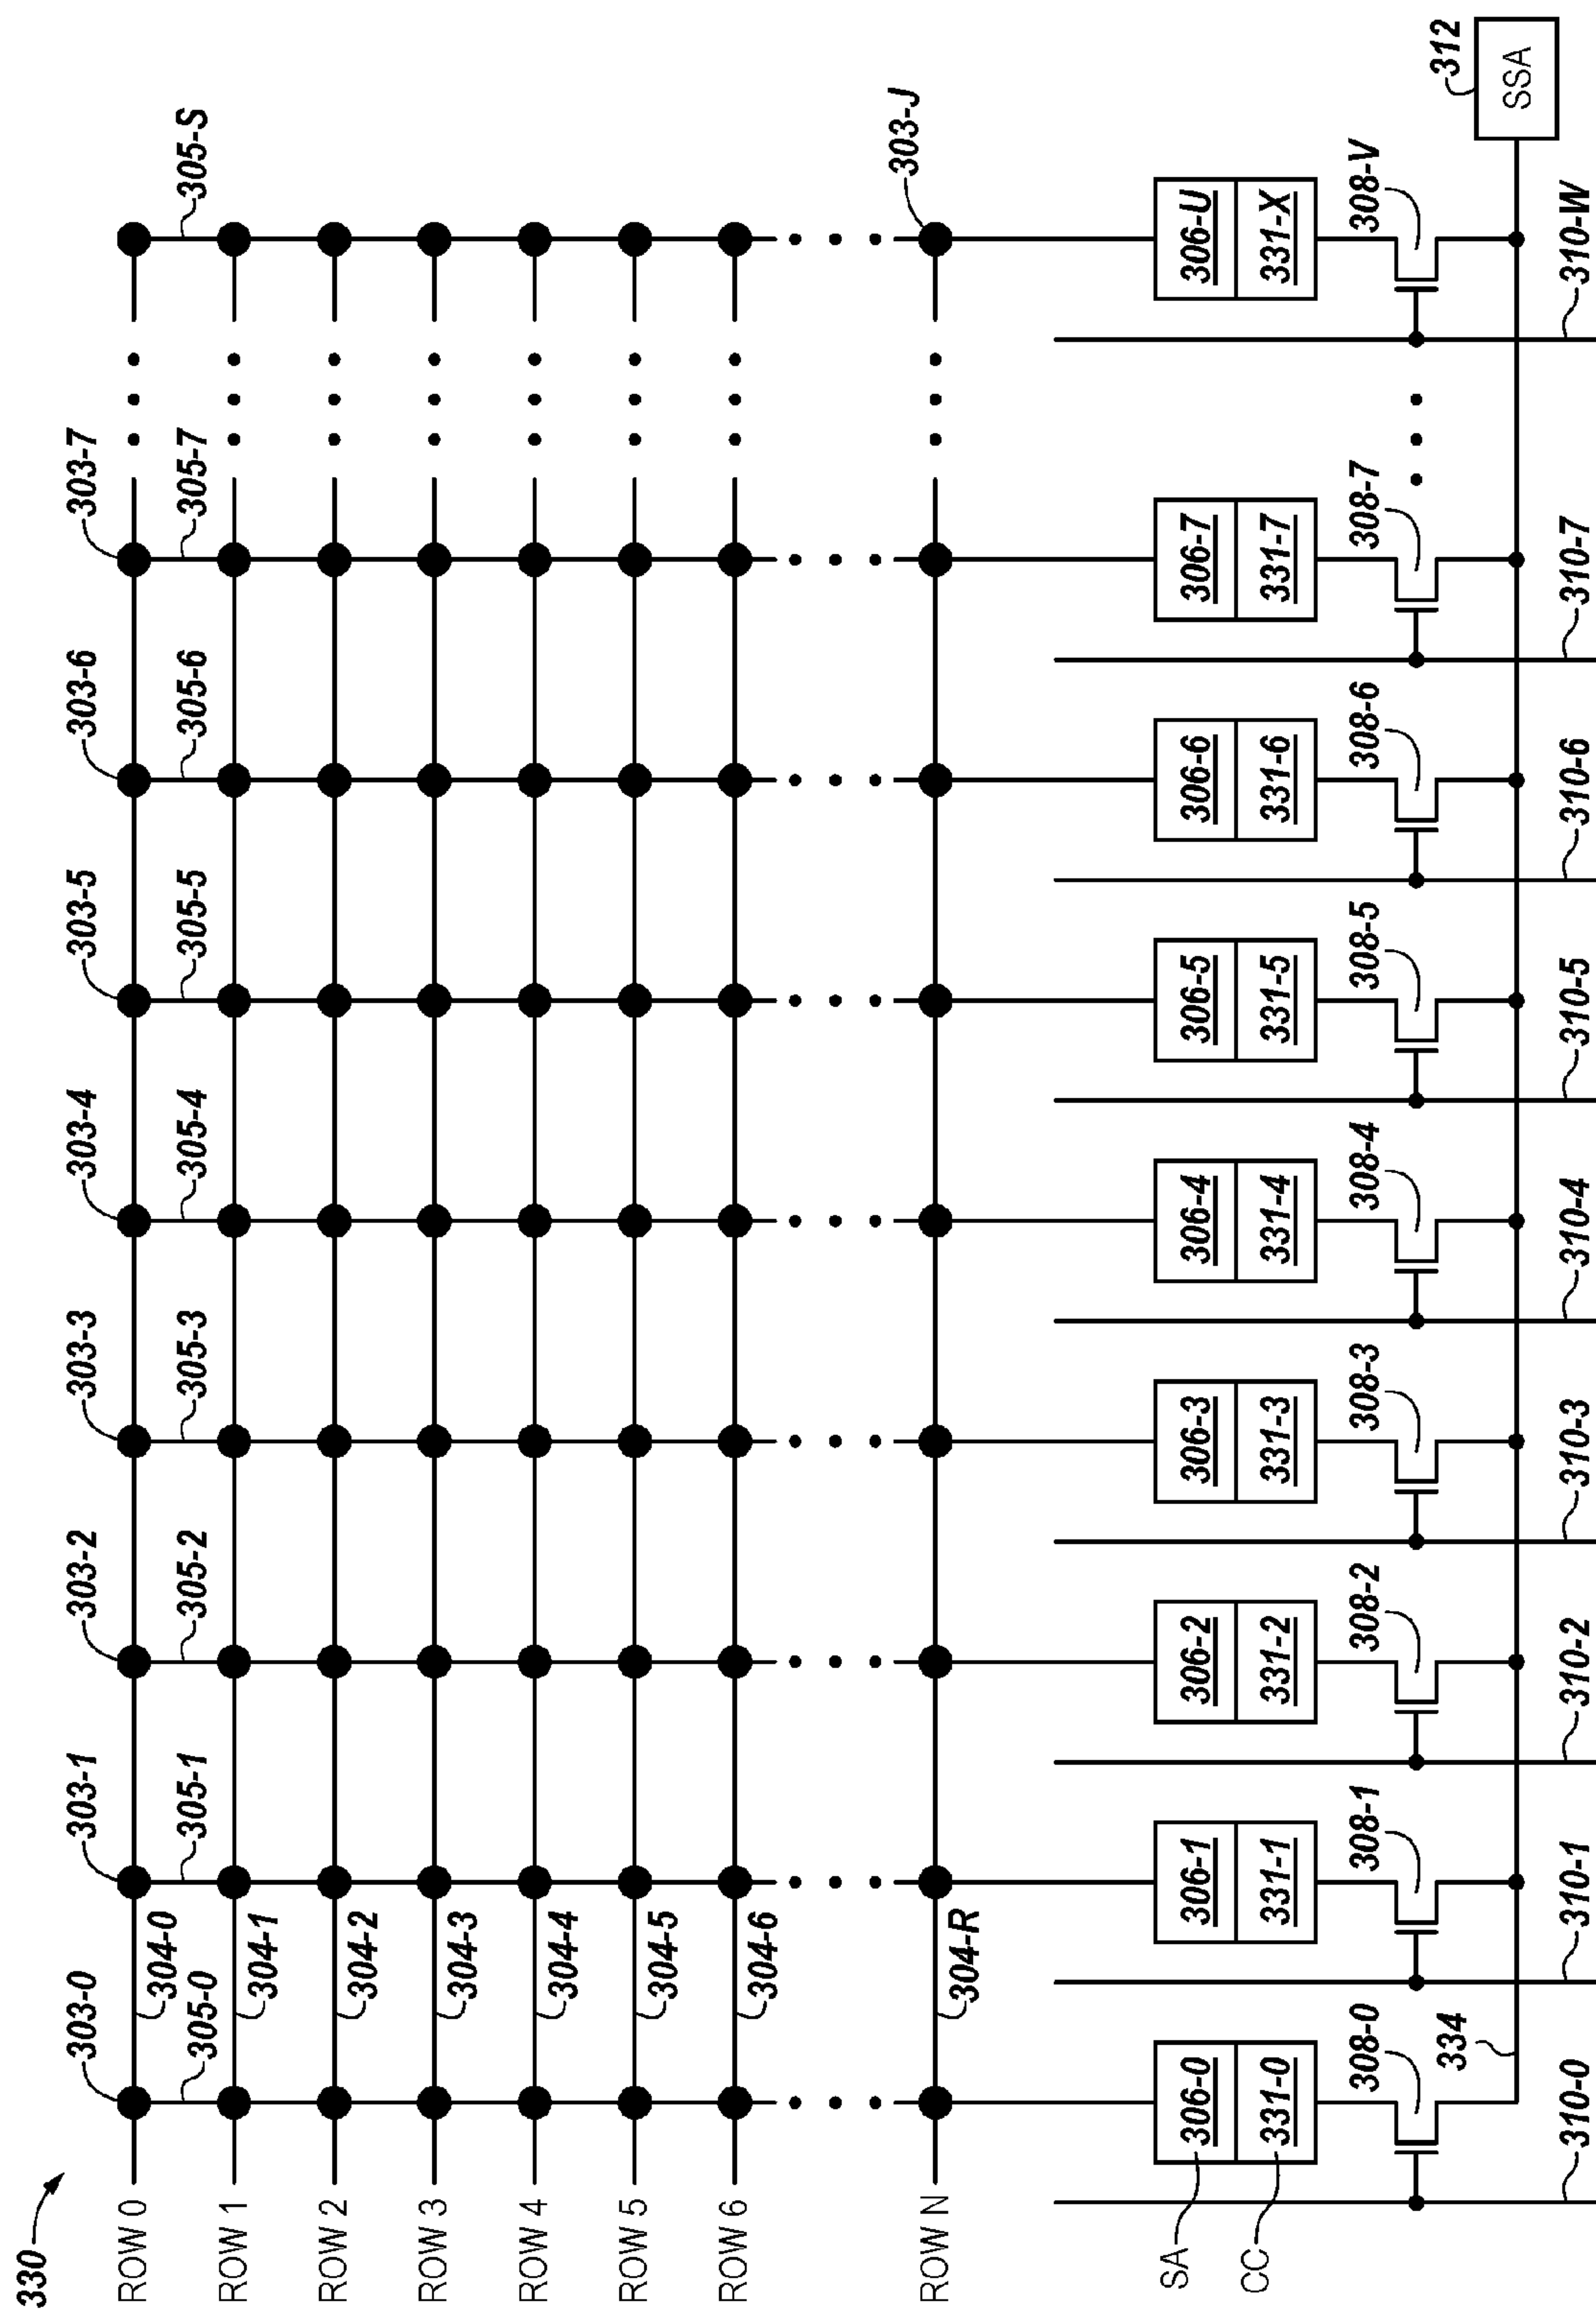 330
303-0 303-1 303-2 303-3 303-4 303-5 303-6 303-7
ROW 0 304-0
305-0 305-1 305-2 305-3 305-4 305-5 305-6 305-7 305-S
ROW 1 304-1
ROW 2 304-2
ROW 3 304-3
ROW 4 304-4
ROW 5 304-5
ROW 6 304-6
303-J
ROW N 304-R
SA 306-0 306-1 306-2 306-3 306-4 306-5 306-6 306-7 306-U
CC 331-0 331-1 331-2 331-3 331-4 331-5 331-6 331-7 331-X
308-0 308-1 308-2 308-3 308-4 308-5 308-6 308-7 308-V
334 312
SSA
310-0 310-1 310-2 310-3 310-4 310-5 310-6 310-7 310-W